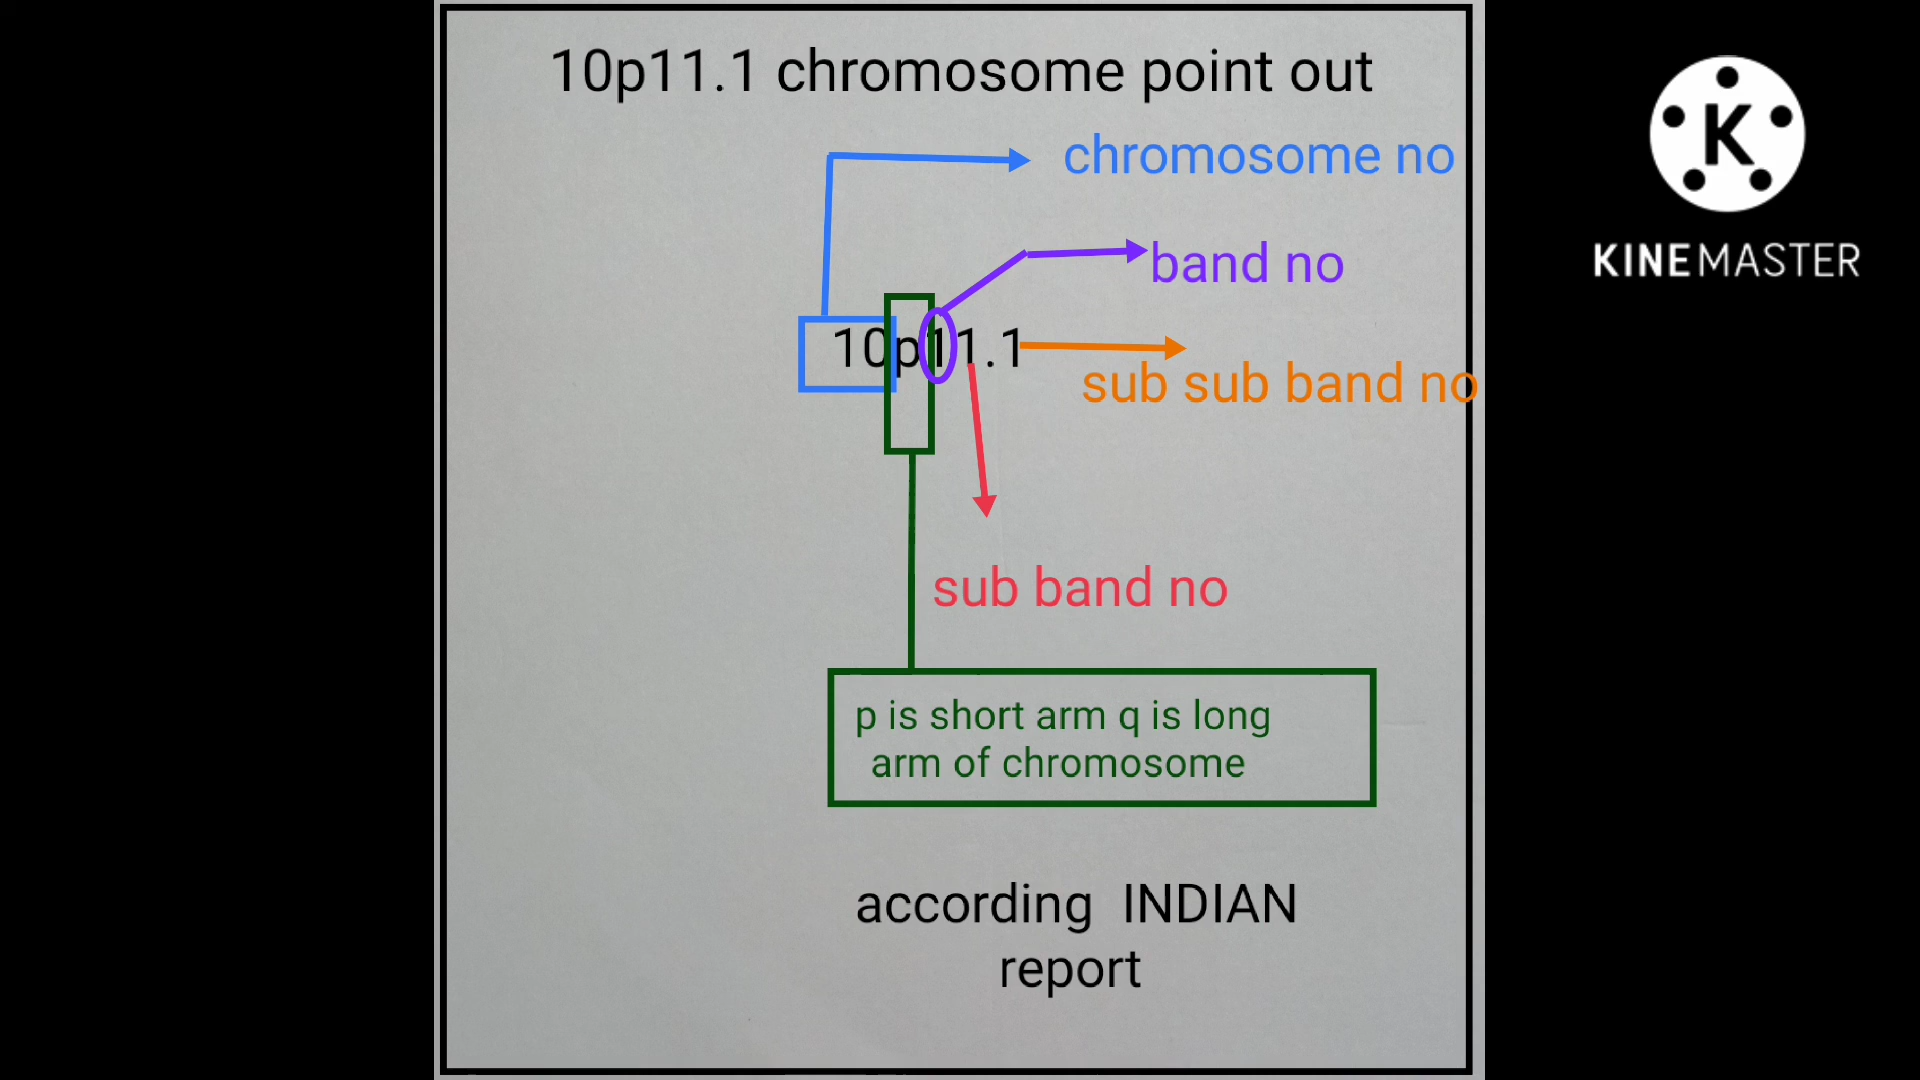 10p11.1 chromosome point out
chromosome no
band no
10p11.1
sub sub band no
sub band no
p is short arm q is long
arm of chromosome
according INDIAN
report
K
KINEMASTER